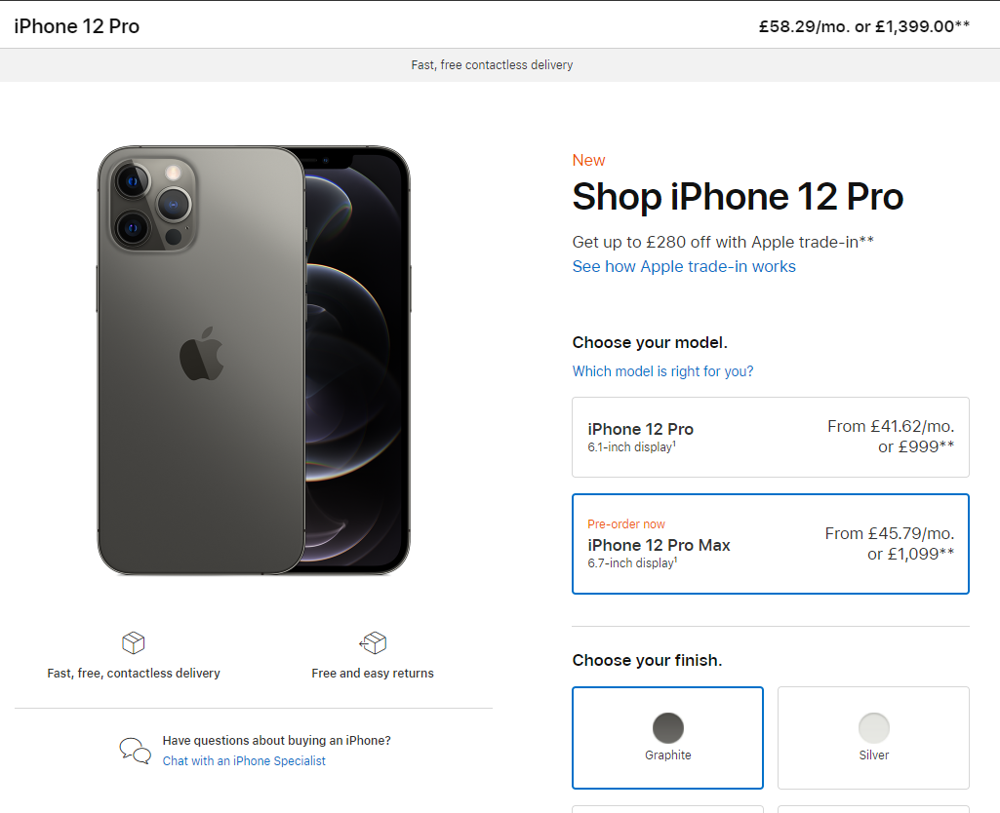 iPhone 12 Pro
£58.29/mo. or £1,399.00**
Fast, free contactless delivery
New
Shop iPhone 12 Pro
Get up to £280 off with Apple trade-in**
See how Apple trade-in works
Choose your model.
Which model is right for you?
iPhone 12 Pro
6.1-inch display¹
From £41.62/mo.
or £999**
Pre-order now
iPhone 12 Pro Max
6.7-inch display¹
From £45.79/mo.
or £1,099**
Fast, free, contactless delivery
Free and easy returns
Have questions about buying an iPhone?
Chat with an iPhone Specialist
Choose your finish.
Graphite
Silver